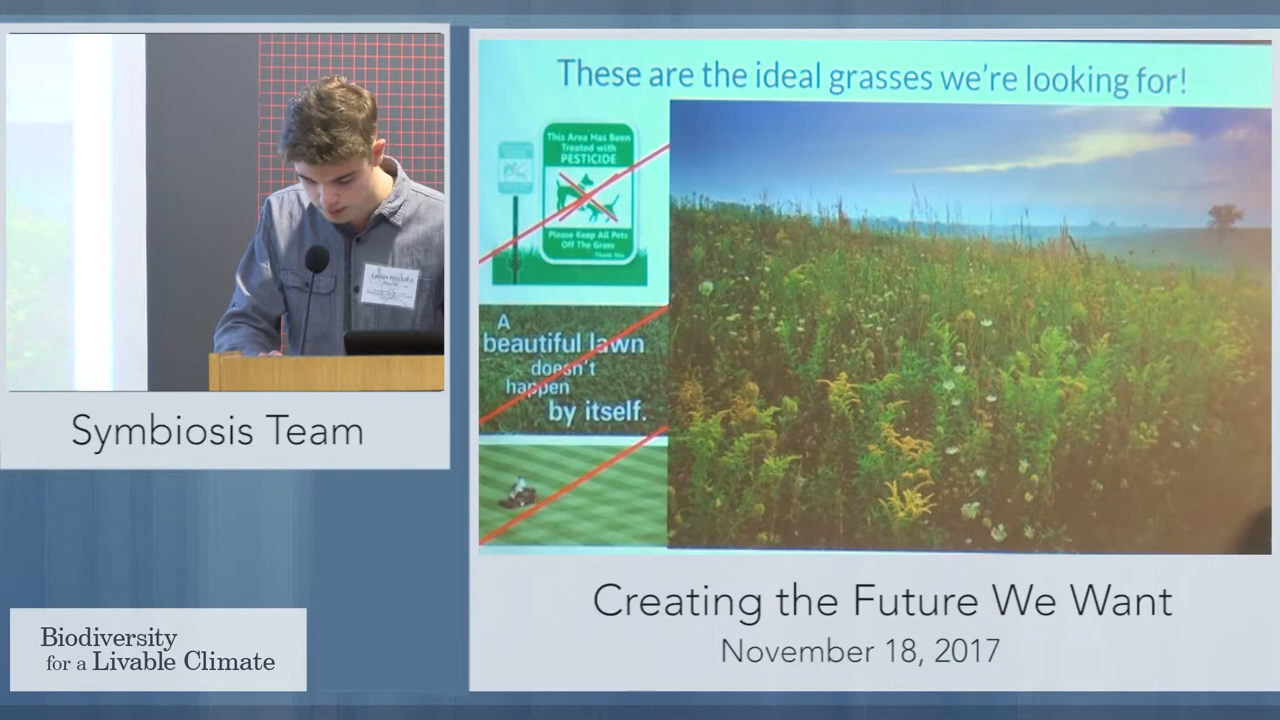 These are the ideal grasses we're looking for!
This Area Has Been
Treated with
PESTICIDE
Please Keep All Pets
Off The Grass
Thank You
A
beautiful lawn
doesn't
happen
by itself.
Symbiosis Team
Creating the Future We Want
November 18, 2017
Biodiversity
for a Livable Climate